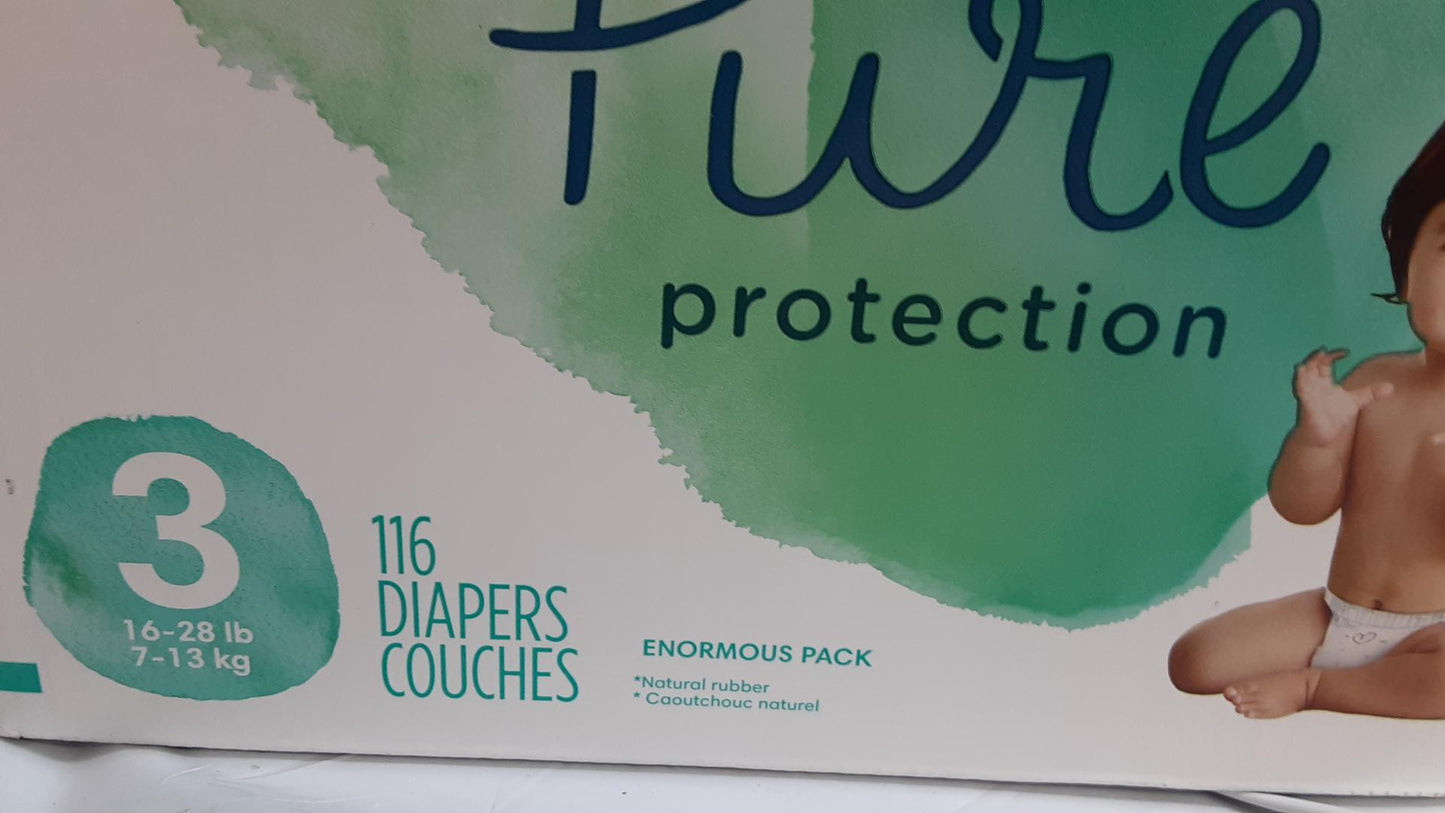 Pure
protection
3
16-28 lb
7-13 kg
116
DIAPERS
COUCHES
ENORMOUS PACK
*Natural rubber
* Caoutchouc naturel